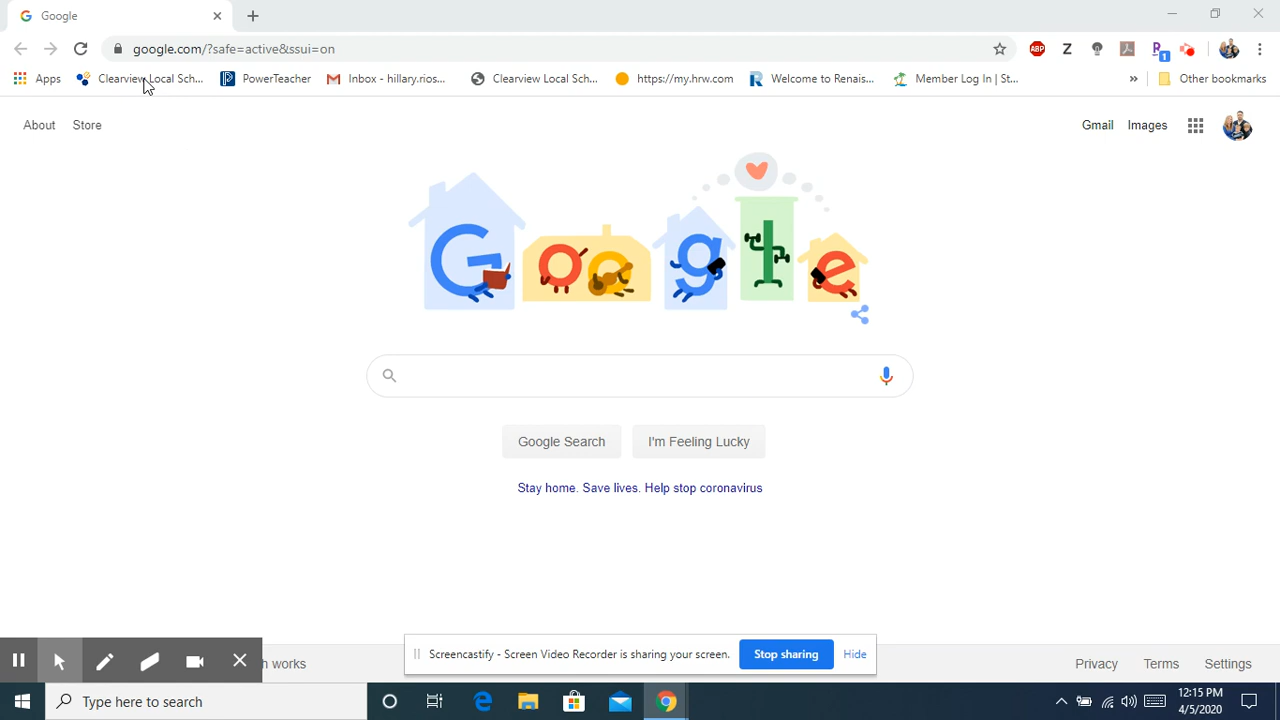 Google
google.com/?safe=active&ssui=on
ABP
Z
1
Apps
Clearview Local Sch...
PowerTeacher
Inbox - hillary.rios...
Clearview Local Sch...
https://my.hrw.com
Welcome to Renais...
Member Log In | St...
»
Other bookmarks
About
Store
Gmail
Images
Google
Google Search
I'm Feeling Lucky
Stay home. Save lives. Help stop coronavirus
Screencastify - Screen Video Recorder is sharing your screen.
Stop sharing
Hide
h works
Privacy
Terms
Settings
Type here to search
12:15 PM
4/5/2020